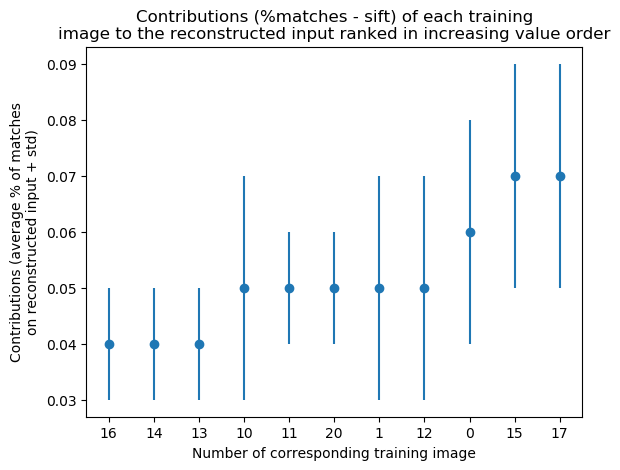 Contributions (%matches - sift) of each training
image to the reconstructed input ranked in increasing value order
Contributions (average % of matches
on reconstructed input + std)
0.09
0.08
0.07
0.06
0.05
0.04
0.03
16 14 13 10 11 20 1 12 0 15 17
Number of corresponding training image